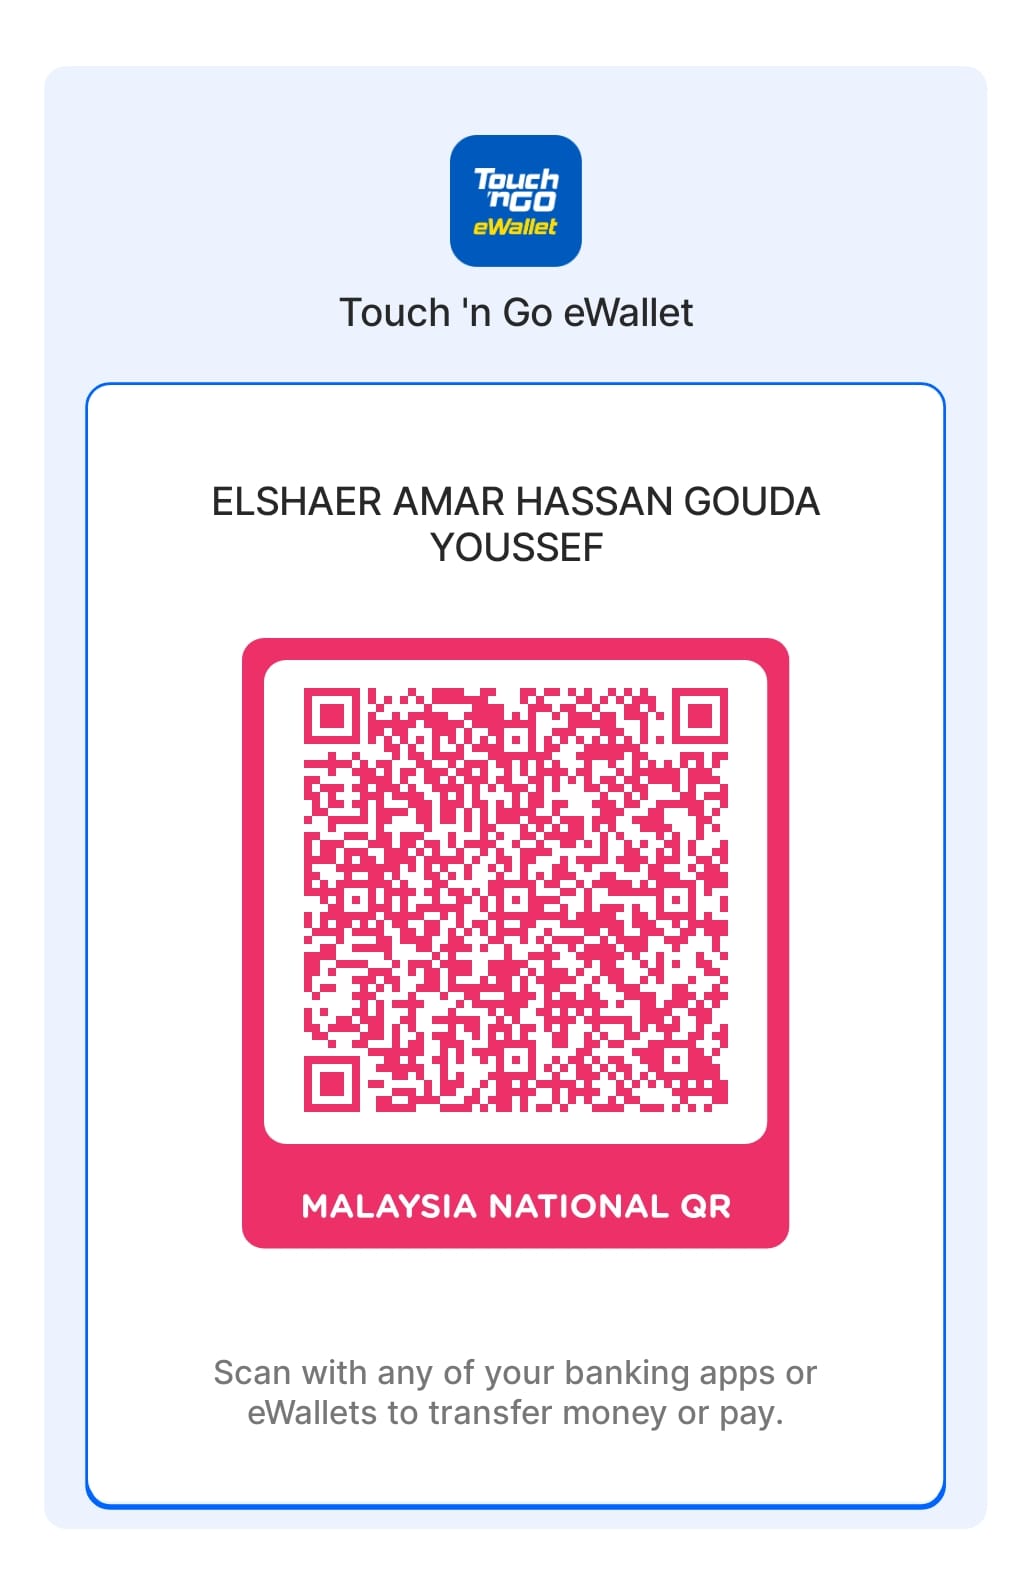 Touch
'nGO
eWallet
Touch 'n Go eWallet
ELSHAER AMAR HASSAN GOUDA
YOUSSEF
MALAYSIA NATIONAL QR
Scan with any of your banking apps or
eWallets to transfer money or pay.